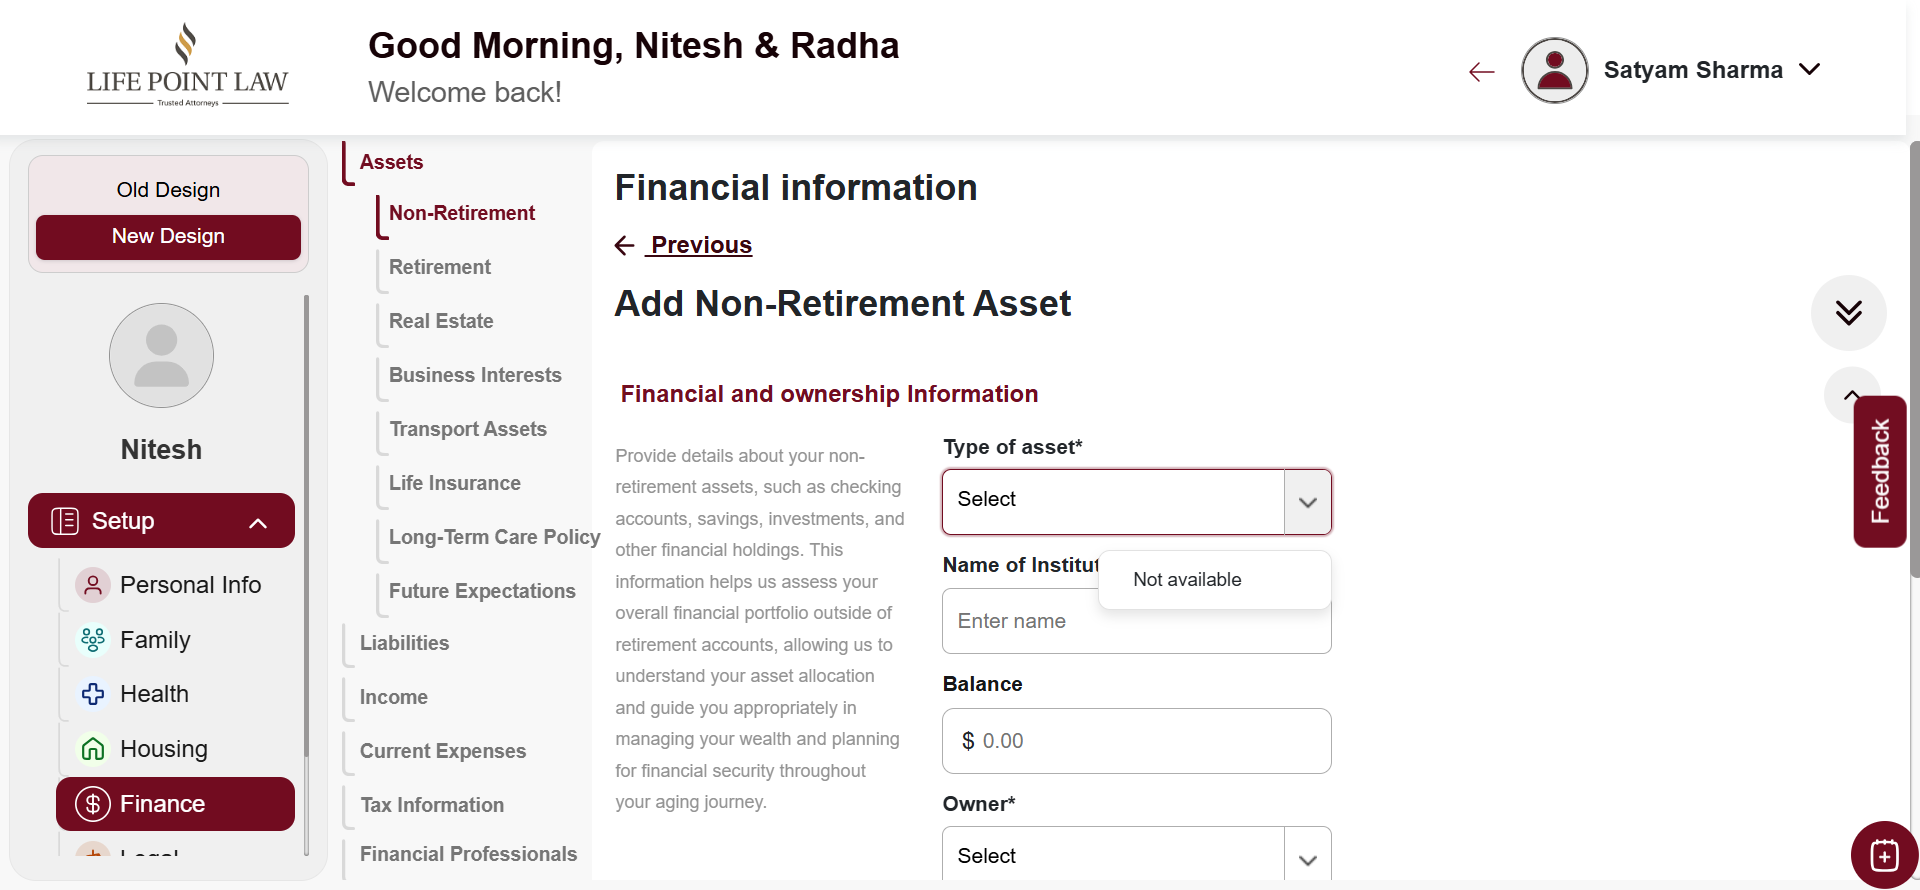 LIFE POINT LAW
Trusted Attorneys
Good Morning, Nitesh & Radha
Welcome back!
Satyam Sharma
Old Design
New Design
Nitesh
Setup
Personal Info
Family
Health
Housing
Finance
Assets
Non-Retirement
Retirement
Real Estate
Business Interests
Transport Assets
Life Insurance
Long-Term Care Policy
Future Expectations
Liabilities
Income
Current Expenses
Tax Information
Financial Professionals
Financial information
Previous
Add Non-Retirement Asset
Financial and ownership Information
Provide details about your non-
retirement assets, such as checking
accounts, savings, investments, and
other financial holdings. This
information helps us assess your
overall financial portfolio outside of
retirement accounts, allowing us to
understand your asset allocation
and guide you appropriately in
managing your wealth and planning
for financial security throughout
your aging journey.
Type of asset*
Select
Not available
Name of Institut
Enter name
Balance
$ 0.00
Owner*
Select
Feedback